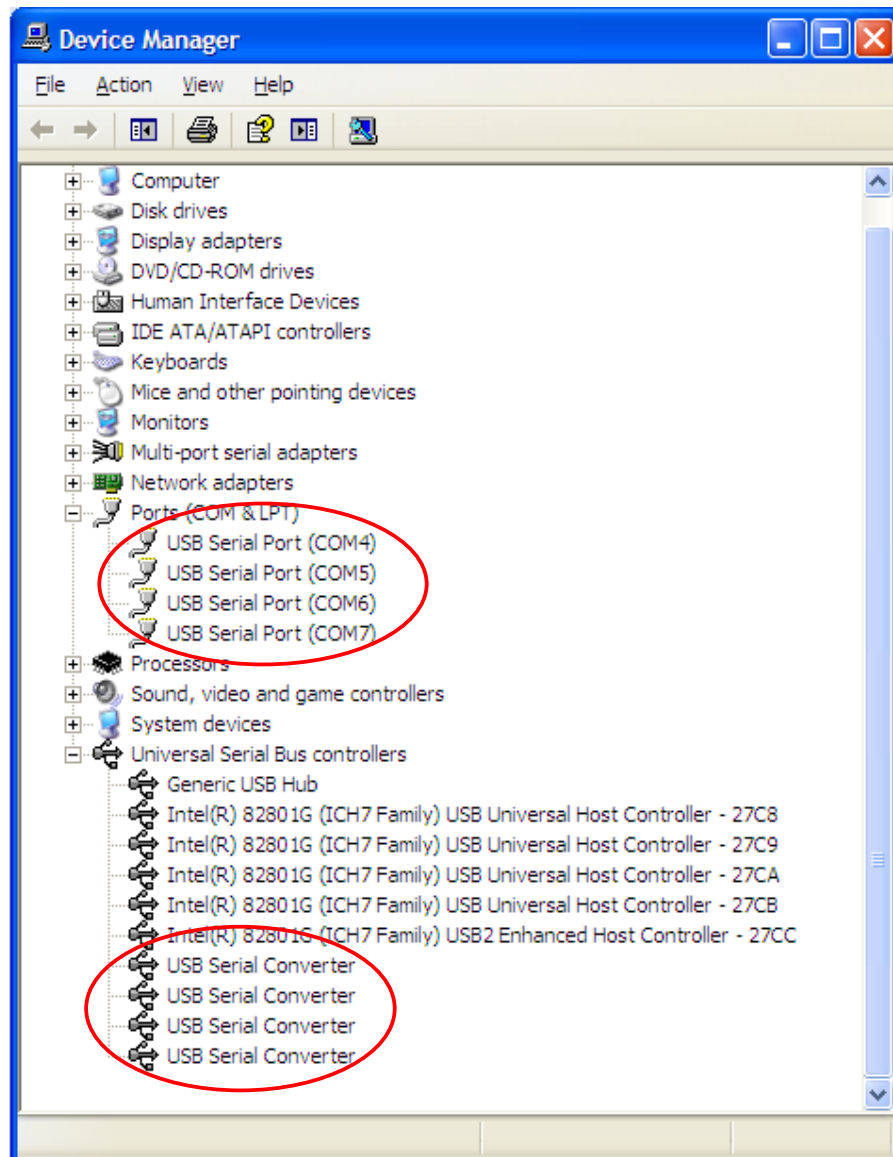 Device Manager
File Action View Help
Computer
Disk drives
Display adapters
DVD/CD-ROM drives
Human Interface Devices
IDE ATA/ATAPI controllers
Keyboards
Mice and other pointing devices
Monitors
Multi-port serial adapters
Network adapters
Ports (COM & LPT)
USB Serial Port (COM4)
USB Serial Port (COM5)
USB Serial Port (COM6)
USB Serial Port (COM7)
Processors
Sound, video and game controllers
System devices
Universal Serial Bus controllers
Generic USB Hub
Intel(R) 82801G (ICH7 Family) USB Universal Host Controller - 27C8
Intel(R) 82801G (ICH7 Family) USB Universal Host Controller - 27C9
Intel(R) 82801G (ICH7 Family) USB Universal Host Controller - 27CA
Intel(R) 82801G (ICH7 Family) USB Universal Host Controller - 27CB
Intel(R) 82801G (ICH7 Family) USB2 Enhanced Host Controller - 27CC
USB Serial Converter
USB Serial Converter
USB Serial Converter
USB Serial Converter